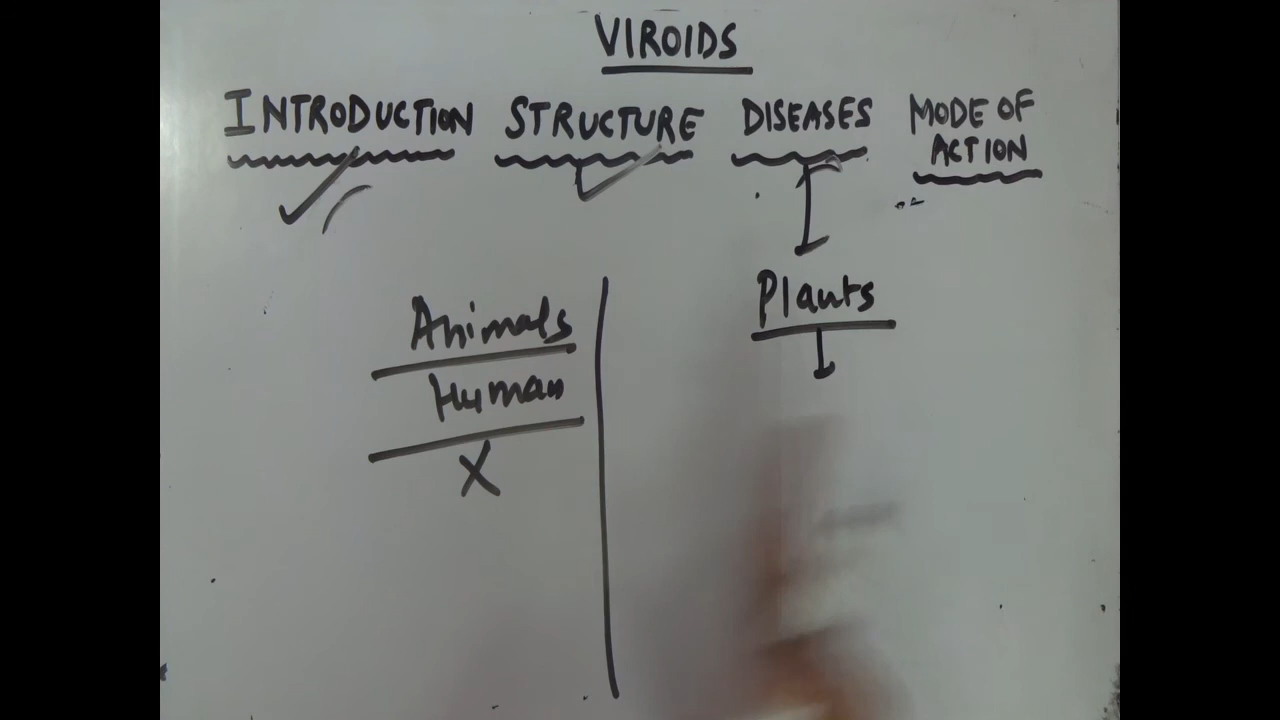 VIROIDS
INTRODUCTION STRUCTURE DISEASES MODE OF ACTION
Plants
Animals
Human
X